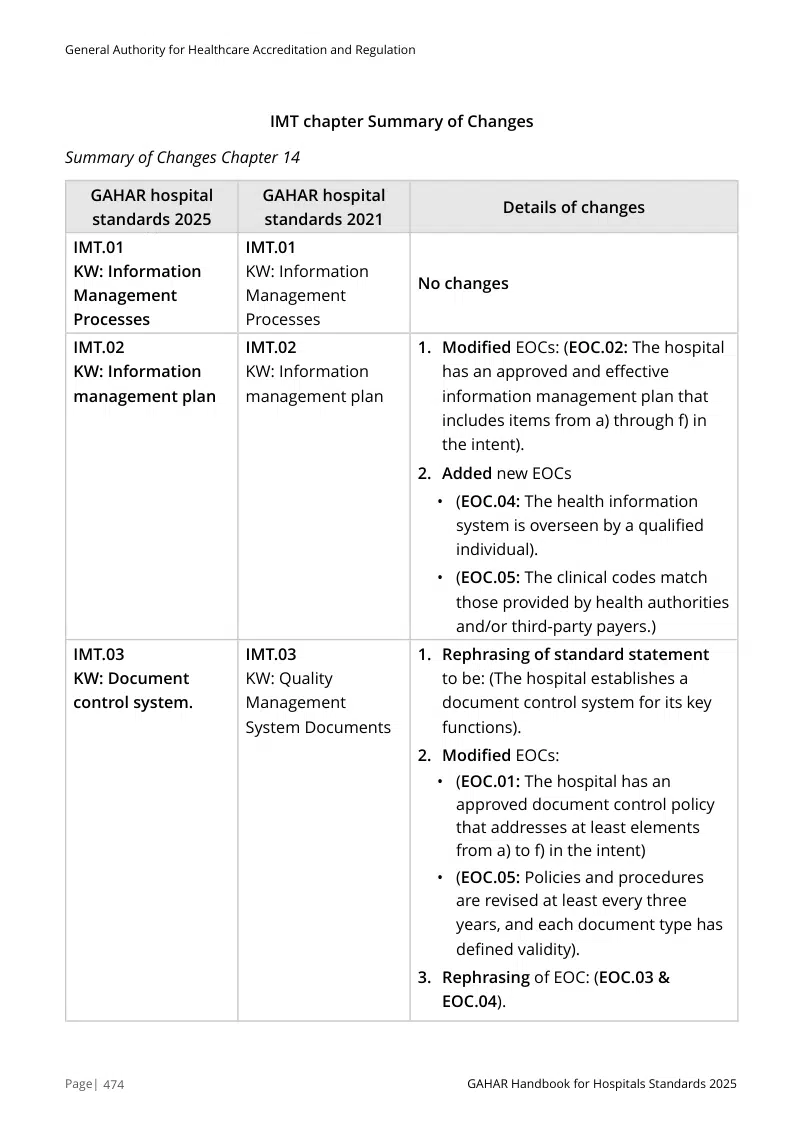 General Authority for Healthcare Accreditation and Regulation
IMT chapter Summary of Changes
Summary of Changes Chapter 14
GAHAR hospital
standards 2025
GAHAR hospital
standards 2021
Details of changes
IMT.01
KW: Information
Management
Processes
IMT.01
KW: Information
Management
Processes
No changes
IMT.02
KW: Information
management plan
IMT.02
KW: Information
management plan
1. Modified EOCs: (EOC.02: The hospital
has an approved and effective
information management plan that
includes items from a) through f) in
the intent).
2. Added new EOCs
• (EOC.04: The health information
system is overseen by a qualified
individual).
• (EOC.05: The clinical codes match
those provided by health authorities
and/or third-party payers.)
IMT.03
KW: Document
control system.
IMT.03
KW: Quality
Management
System Documents
1. Rephrasing of standard statement
to be: (The hospital establishes a
document control system for its key
functions).
2. Modified EOCs:
• (EOC.01: The hospital has an
approved document control policy
that addresses at least elements
from a) to f) in the intent)
• (EOC.05: Policies and procedures
are revised at least every three
years, and each document type has
defined validity).
3. Rephrasing of EOC: (EOC.03 &
EOC.04).
Page| 474
GAHAR Handbook for Hospitals Standards 2025